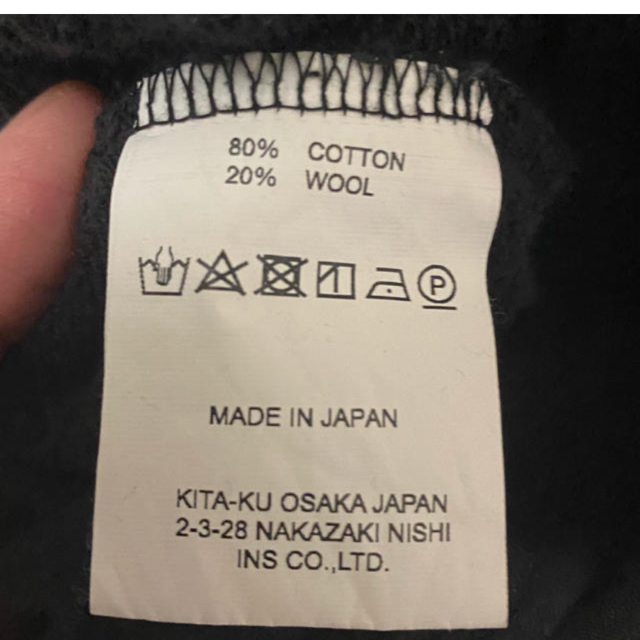 80% COTTON
20% WOOL
P
MADE IN JAPAN
KITA-KU OSAKA JAPAN
2-3-28 NAKAZAKI NISHI
INS CO.,LTD.